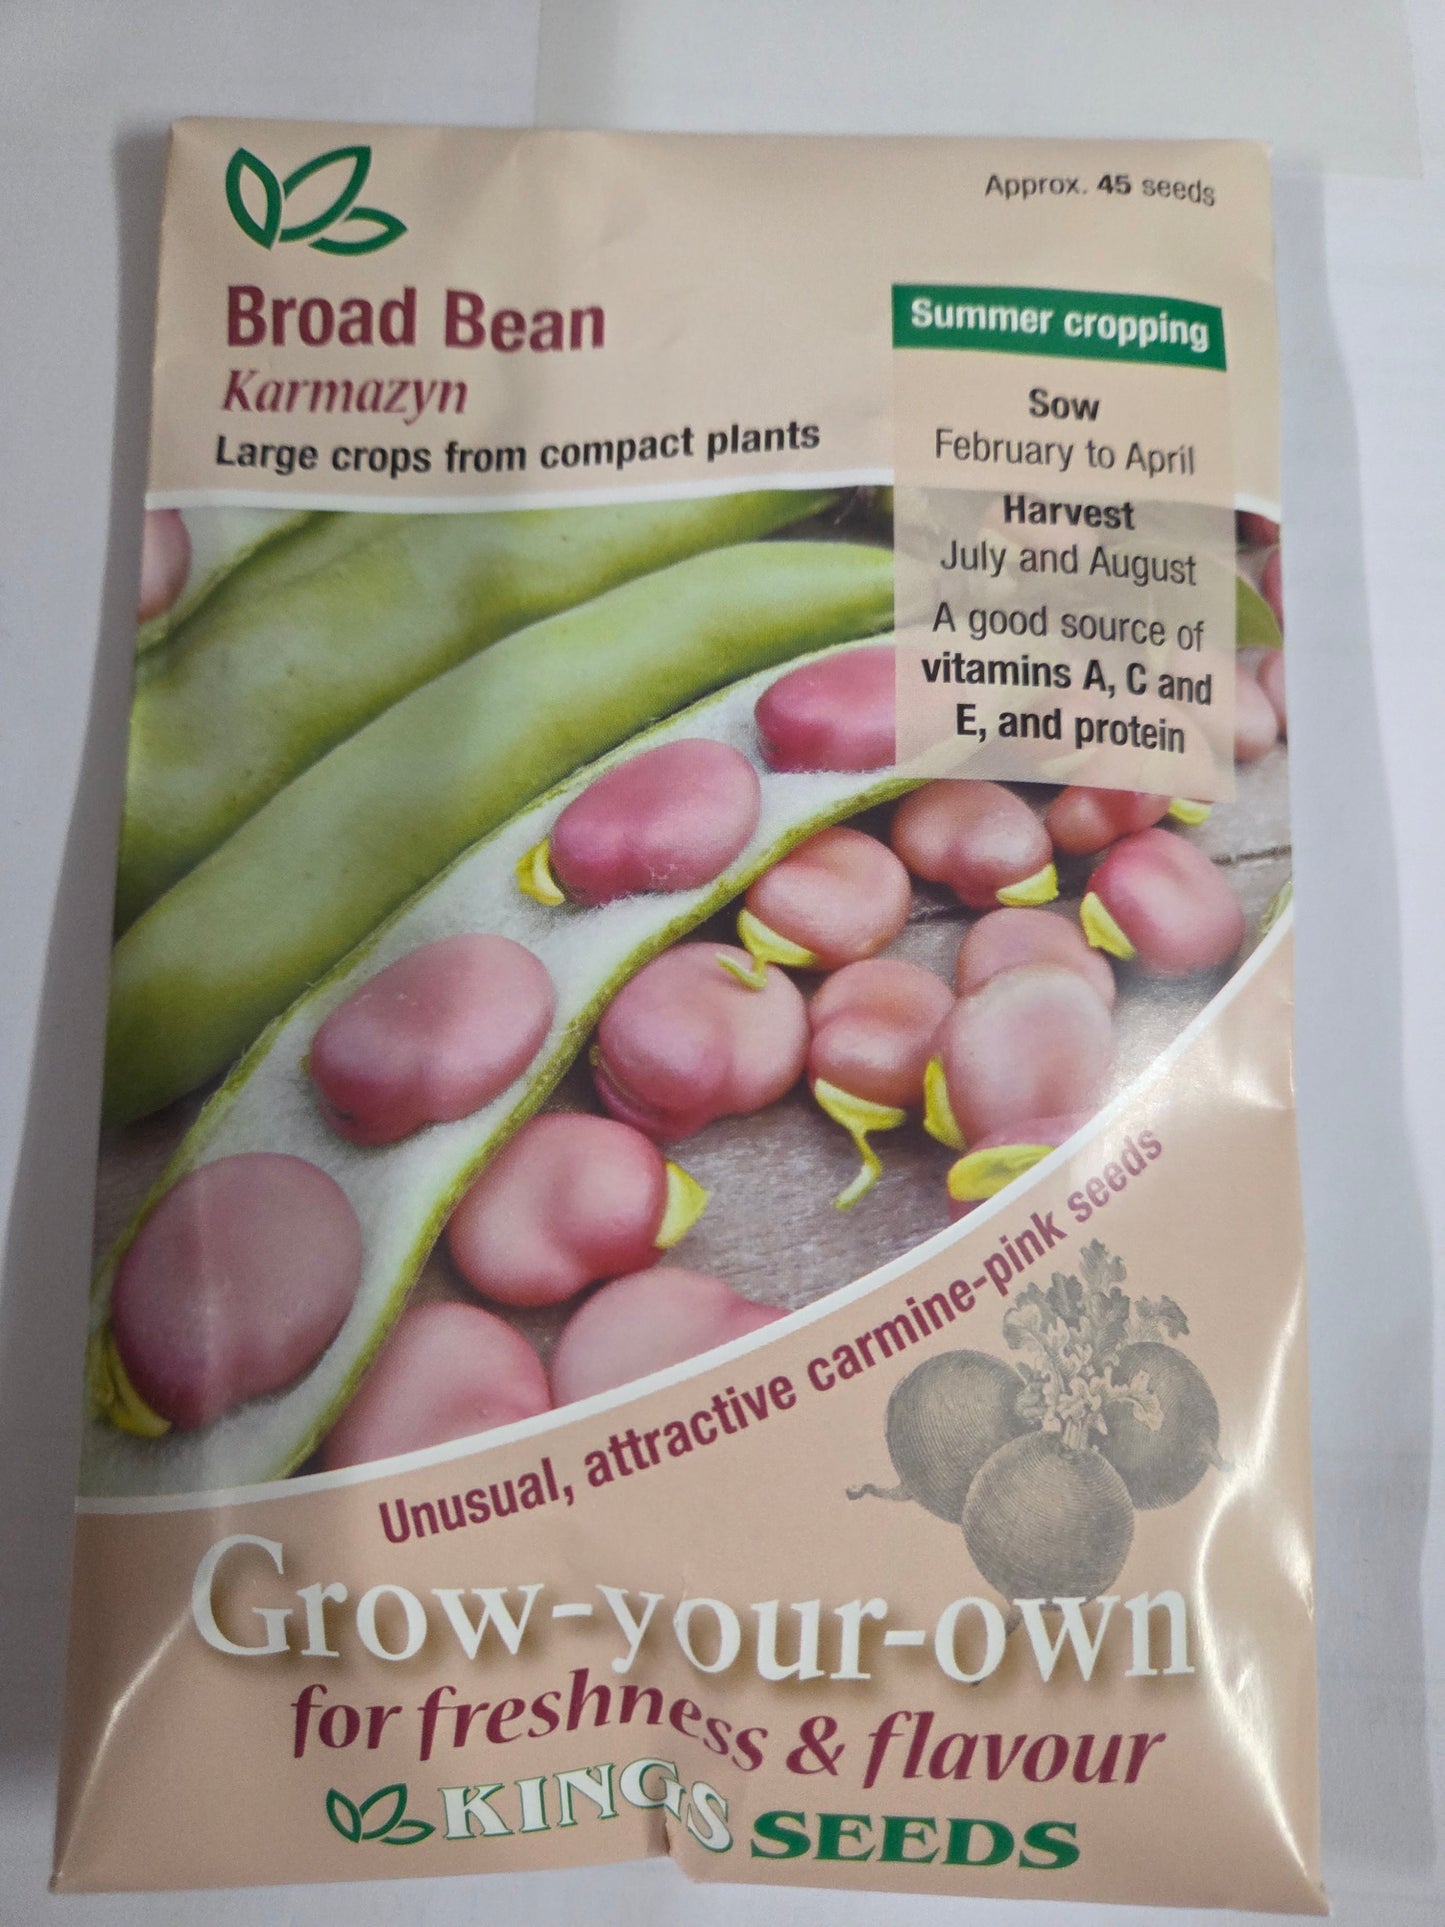 Approx. 45 seeds
Broad Bean
Karmazyn
Large crops from compact plants
Summer cropping
Sow
February to April
Harvest
July and August
A good source of
vitamins A, C and
E, and protein
Unusual, attractive carmine-pink seeds
Grow-your-own
for freshness & flavour
KINGS SEEDS